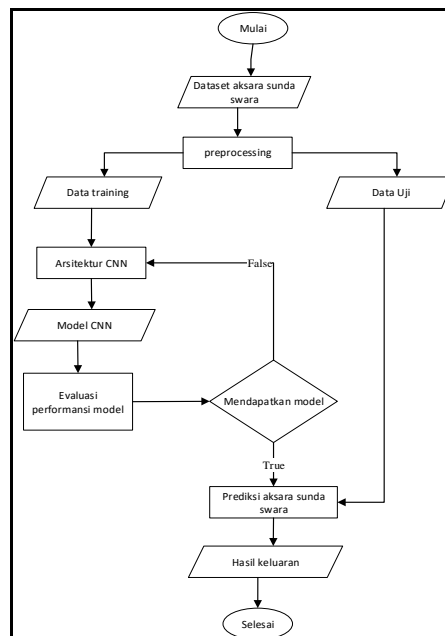 Mulai
Dataset aksara sunda
swara
preprocessing
Data training
Data Uji
Arsitektur CNN
False
Model CNN
Evaluasi
performansi model
Mendapatkan model
True
Prediksi aksara sunda
swara
Hasil keluaran
Selesai